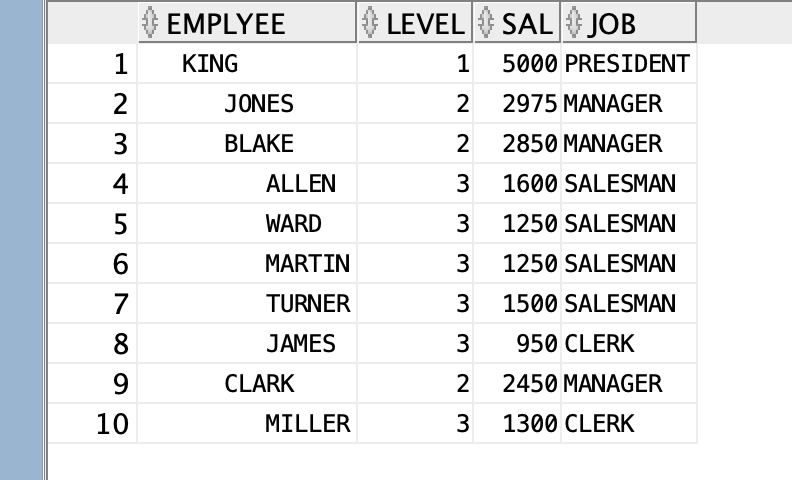 EMPLYEE LEVEL SAL JOB
1 KING 1 5000 PRESIDENT
2 JONES 2 2975 MANAGER
3 BLAKE 2 2850 MANAGER
4 ALLEN 3 1600 SALESMAN
5 WARD 3 1250 SALESMAN
6 MARTIN 3 1250 SALESMAN
7 TURNER 3 1500 SALESMAN
8 JAMES 3 950 CLERK
9 CLARK 2 2450 MANAGER
10 MILLER 3 1300 CLERK